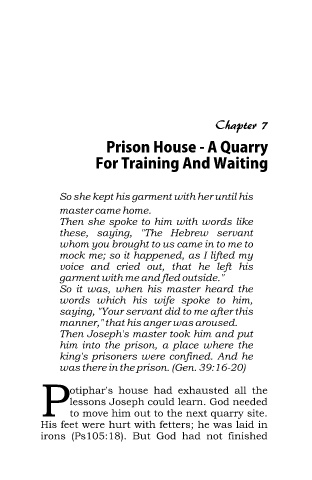 Chapter 7
Prison House - A Quarry
For Training And Waiting
So she kept his garment with her until his
master came home.
Then she spoke to him with words like
these, saying, "The Hebrew servant
whom you brought to us came in to me to
mock me; so it happened, as I lifted my
voice and cried out, that he left his
garment with me and fled outside."
So it was, when his master heard the
words which his wife spoke to him,
saying, "Your servant did to me after this
manner," that his anger was aroused.
Then Joseph's master took him and put
him into the prison, a place where the
king's prisoners were confined. And he
was there in the prison. (Gen. 39:16-20)
Potiphar's house had exhausted all the
lessons Joseph could learn. God needed
to move him out to the next quarry site.
His feet were hurt with fetters; he was laid in
irons (Ps105:18). But God had not finished